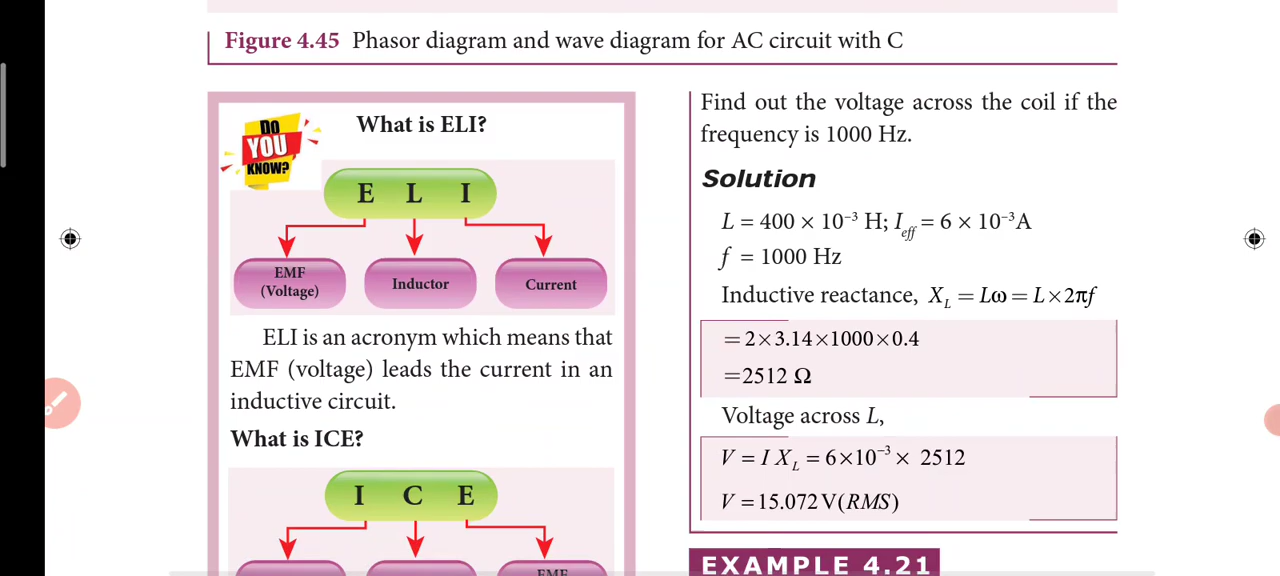 Figure 4.45 Phasor diagram and wave diagram for AC circuit with C
DO
YOU
KNOW?
What is ELI?
E L I
EMF
(Voltage)
Inductor
Current
ELI is an acronym which means that
EMF (voltage) leads the current in an
inductive circuit.
What is ICE?
I C E
EMF
Find out the voltage across the coil if the
frequency is 1000 Hz.
Solution
L = 400 × 10⁻³ H; I_eff = 6 × 10⁻³A
f = 1000 Hz
Inductive reactance, X_L = Lω = L × 2πf
= 2 × 3.14 × 1000 × 0.4
= 2512 Ω
Voltage across L,
V = I X_L = 6×10⁻³ × 2512
V = 15.072 V(RMS)
EXAMPLE 4.21